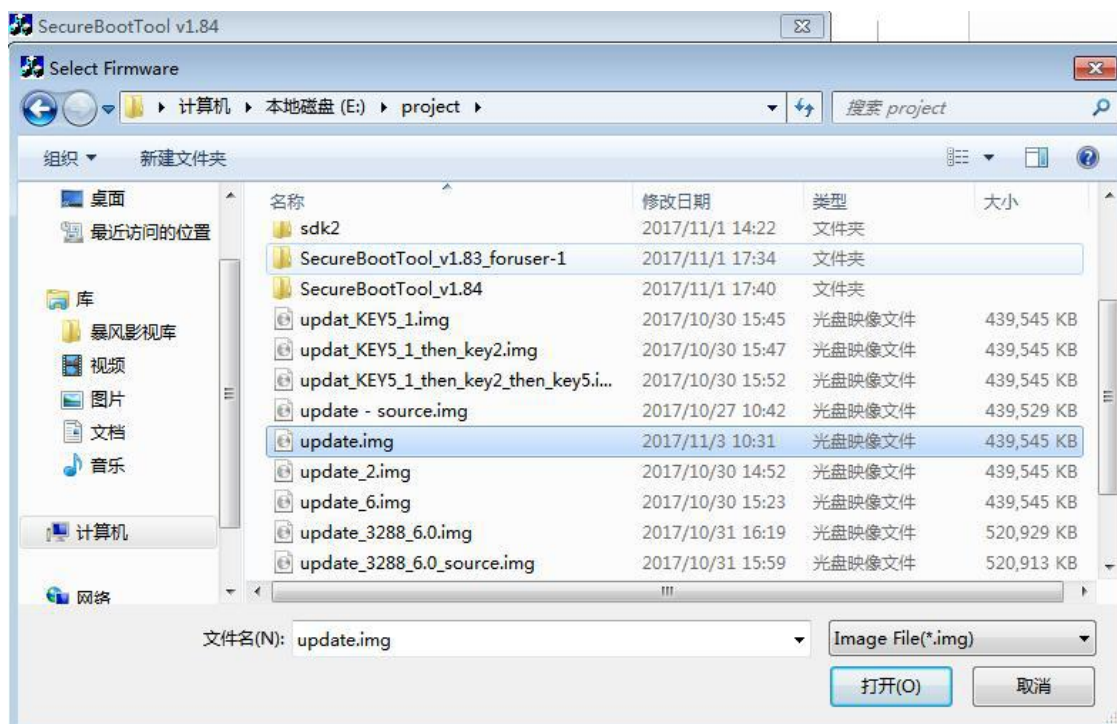 SecureBootTool v1.84
Select Firmware
计算机 本地磁盘 (E:) project 搜索 project
组织 新建文件夹
名称 修改日期 类型 大小
桌面
最近访问的位置
库
暴风影视库
视频
图片
文档
音乐
计算机
网络
sdk2 2017/11/1 14:22 文件夹
SecureBootTool_v1.83_foruser-1 2017/11/1 17:34 文件夹
SecureBootTool_v1.84 2017/11/1 17:40 文件夹
updat_KEY5_1.img 2017/10/30 15:45 光盘映像文件 439,545 KB
updat_KEY5_1_then_key2.img 2017/10/30 15:47 光盘映像文件 439,545 KB
updat_KEY5_1_then_key2_then_key5.i... 2017/10/30 15:52 光盘映像文件 439,545 KB
update - source.img 2017/10/27 10:42 光盘映像文件 439,529 KB
update.img 2017/11/3 10:31 光盘映像文件 439,545 KB
update_2.img 2017/10/30 14:52 光盘映像文件 439,545 KB
update_6.img 2017/10/30 15:23 光盘映像文件 439,545 KB
update_3288_6.0.img 2017/10/31 16:19 光盘映像文件 520,929 KB
update_3288_6.0_source.img 2017/10/31 15:59 光盘映像文件 520,913 KB
文件名(N): update.img Image File(*.img)
打开(O) 取消